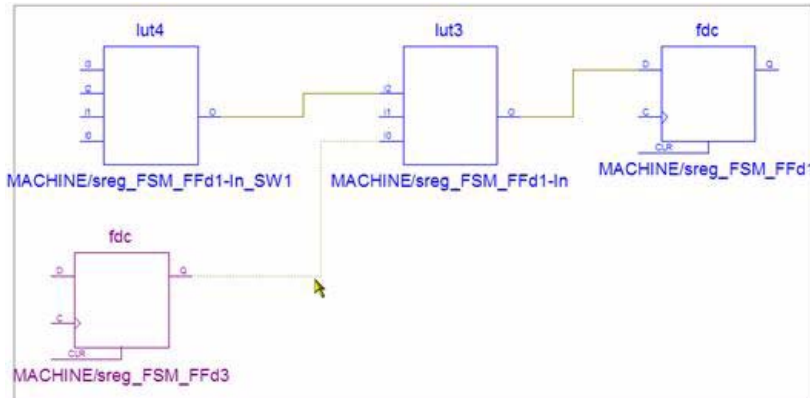 lut4
lut3
fdc
I3
I2
I2
D
Q
I1
O
I1
O
C
I0
I0
CLR
MACHINE/sreg_FSM_FFd1-In_SW1
MACHINE/sreg_FSM_FFd1-In
MACHINE/sreg_FSM_FFd1
fdc
D
Q
C
CLR
MACHINE/sreg_FSM_FFd3